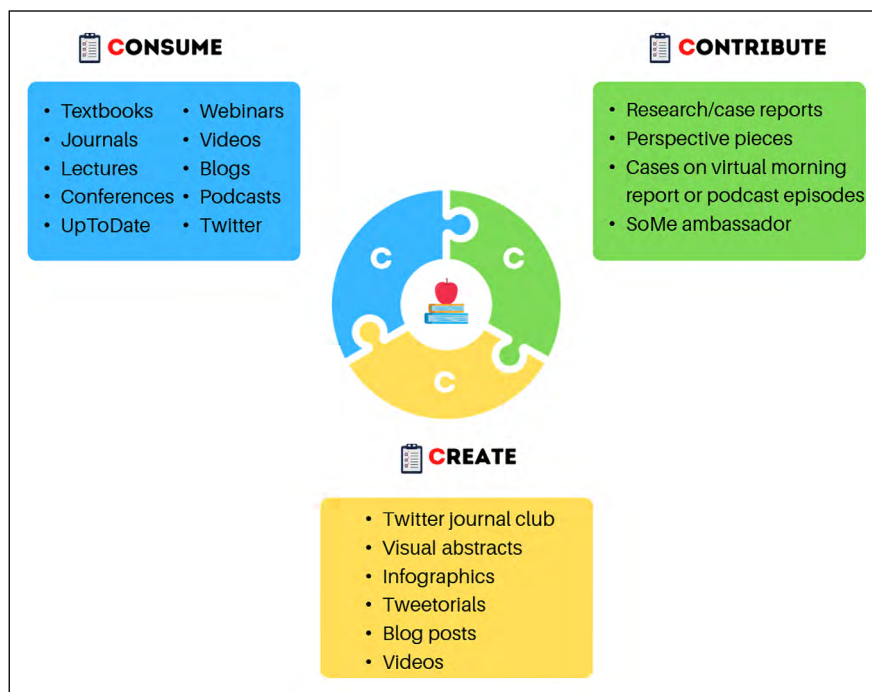 CONSUME
• Textbooks
• Journals
• Lectures
• Conferences
• UpToDate
• Webinars
• Videos
• Blogs
• Podcasts
• Twitter
CONTRIBUTE
• Research/case reports
• Perspective pieces
• Cases on virtual morning
report or podcast episodes
• SoMe ambassador
C
C
C
CREATE
• Twitter journal club
• Visual abstracts
• Infographics
• Tweetorials
• Blog posts
• Videos